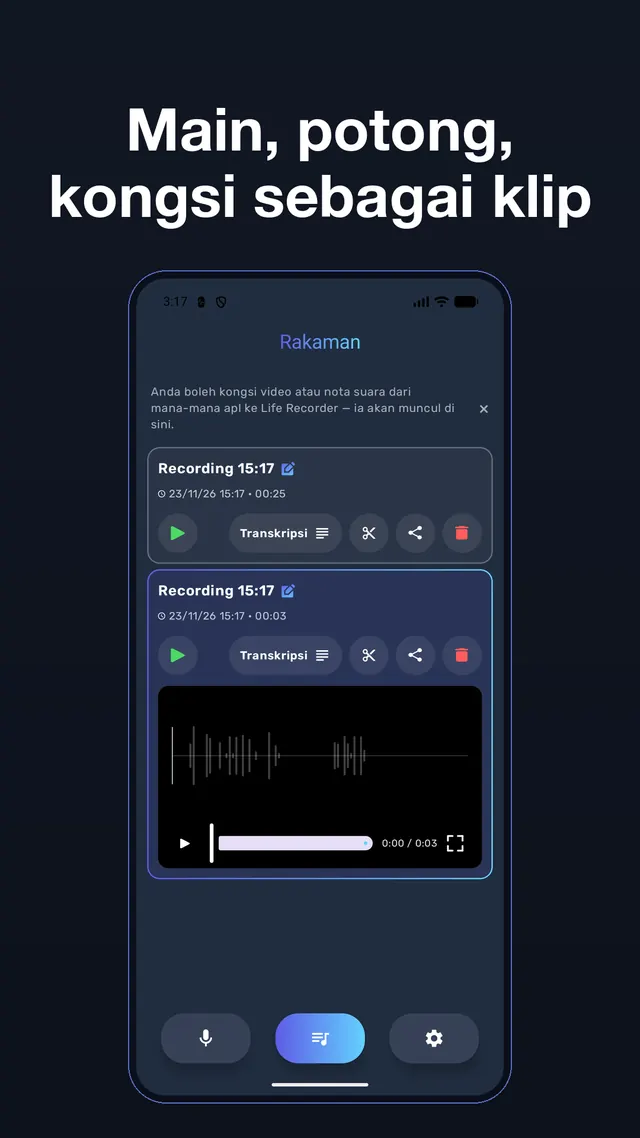 Main, potong,
kongsi sebagai klip
3:17
Rakaman
Anda boleh kongsi video atau nota suara dari
mana-mana apl ke Life Recorder — ia akan muncul di
sini.
Recording 15:17
23/11/26 15:17 • 00:25
Transkripsi
Recording 15:17
23/11/26 15:17 • 00:03
Transkripsi
0:00 / 0:03